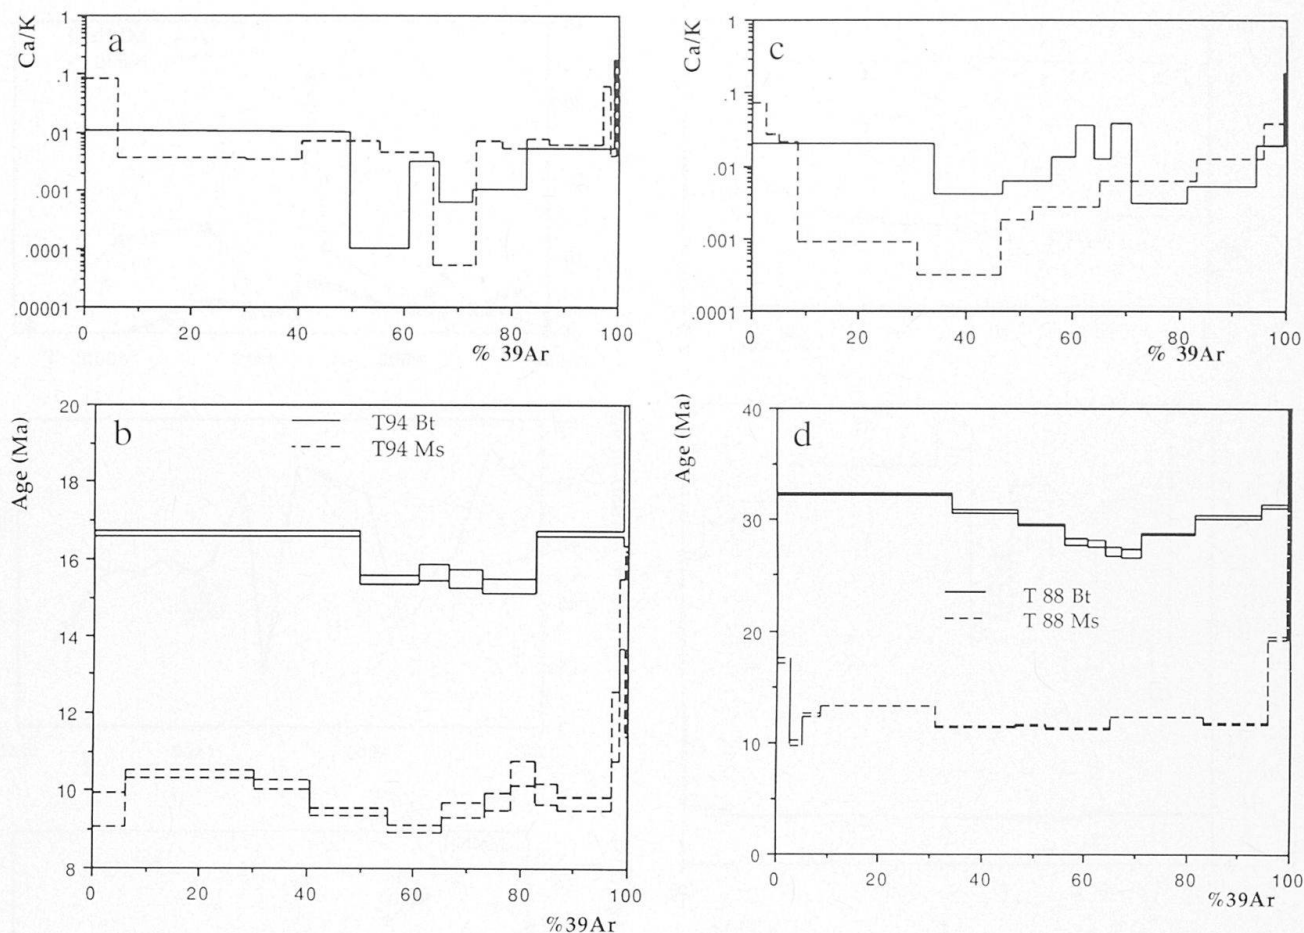 a
Ca/K
1
.1
.01
.001
.0001
.00001
0 20 40 60 80 100
% 39Ar
c
Ca/K
1
.1
.01
.001
.0001
0 20 40 60 80 100
% 39Ar
b
Age (Ma)
T94 Bt
T94 Ms
20
18
16
14
12
10
8
0 20 40 60 80 100
%39Ar
d
Age (Ma)
T 88 Bt
T 88 Ms
40
30
20
10
0
0 20 40 60 80 100
%39Ar